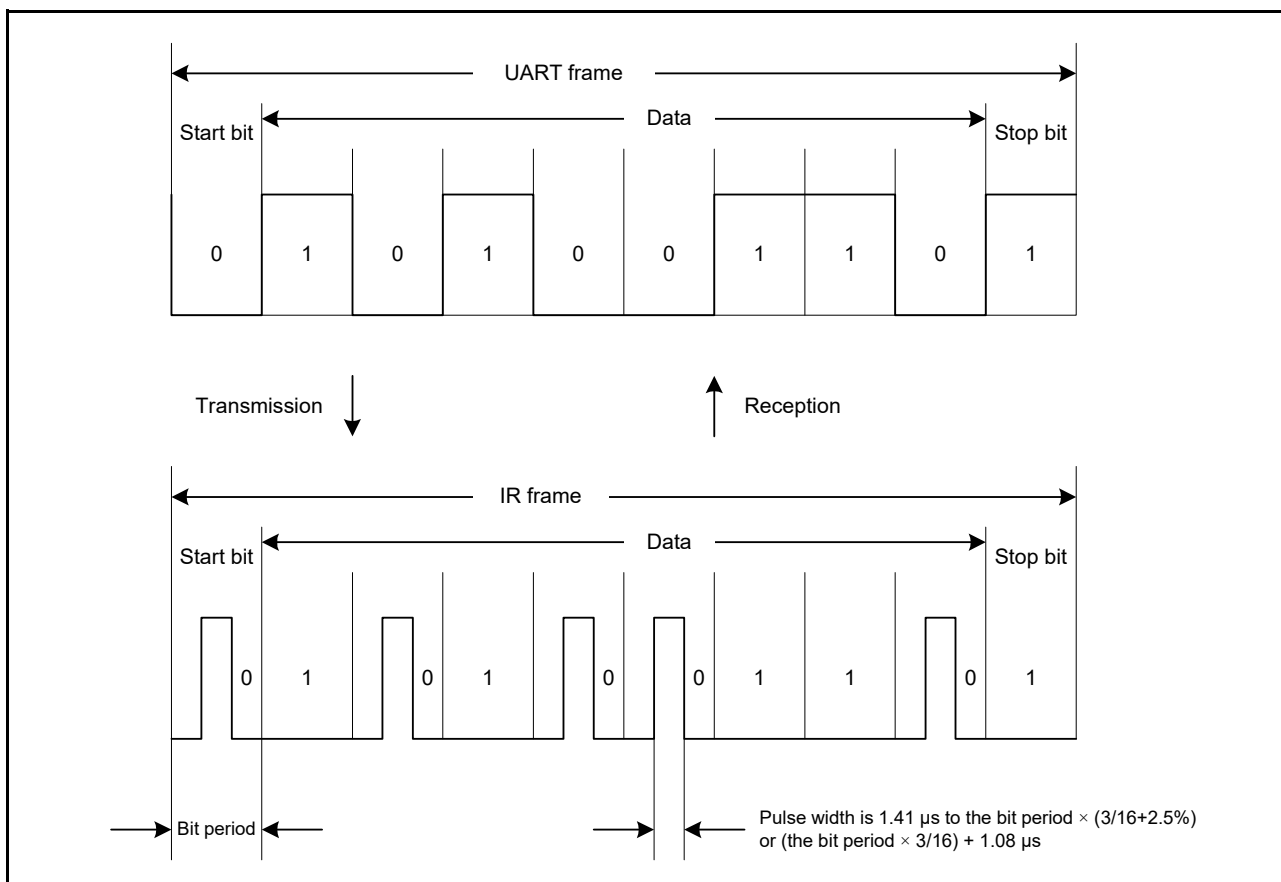 UART frame
Start bit
Data
Stop bit
0 1 0 1 0 0 1 1 0 1
Transmission
Reception
IR frame
Start bit
Data
Stop bit
0 1 0 1 0 0 1 1 0 1
Bit period
Pulse width is 1.41 µs to the bit period × (3/16+2.5%)
or (the bit period × 3/16) + 1.08 µs